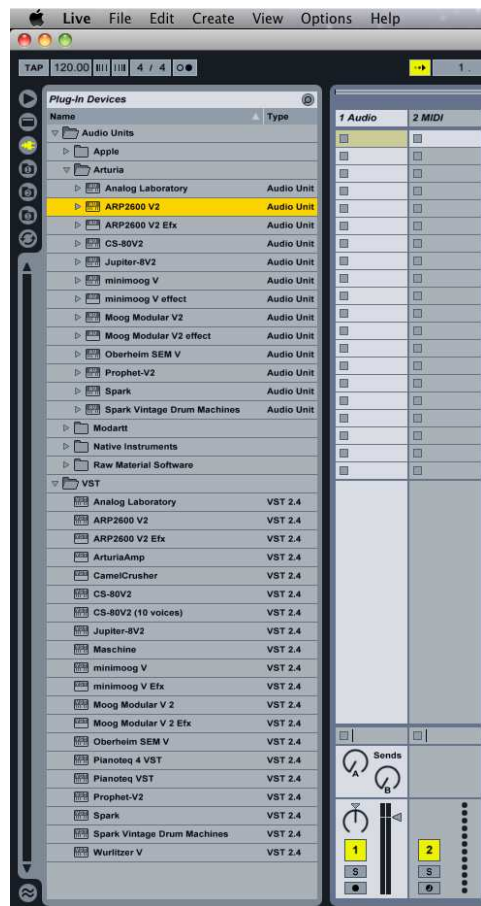 Live File Edit Create View Options Help
TAP 120.00 4 / 4 1 .
Plug-In Devices
Name Type
Audio Units
Apple
Arturia
Analog Laboratory Audio Unit
ARP2600 V2 Audio Unit
ARP2600 V2 Efx Audio Unit
CS-80V2 Audio Unit
Jupiter-8V2 Audio Unit
minimoog V Audio Unit
minimoog V effect Audio Unit
Moog Modular V2 Audio Unit
Moog Modular V2 effect Audio Unit
Oberheim SEM V Audio Unit
Prophet-V2 Audio Unit
Spark Audio Unit
Spark Vintage Drum Machines Audio Unit
Modartt
Native Instruments
Raw Material Software
VST
Analog Laboratory VST 2.4
ARP2600 V2 VST 2.4
ARP2600 V2 Efx VST 2.4
ArturiaAmp VST 2.4
CamelCrusher VST 2.4
CS-80V2 VST 2.4
CS-80V2 (10 voices) VST 2.4
Jupiter-8V2 VST 2.4
Maschine VST 2.4
minimoog V VST 2.4
minimoog V Efx VST 2.4
Moog Modular V 2 VST 2.4
Moog Modular V 2 Efx VST 2.4
Oberheim SEM V VST 2.4
Pianoteq 4 VST VST 2.4
Pianoteq VST VST 2.4
Prophet-V2 VST 2.4
Spark VST 2.4
Spark Vintage Drum Machines VST 2.4
Wurlitzer V VST 2.4
1 Audio 2 MIDI
Sends
A
B
1 2
S S